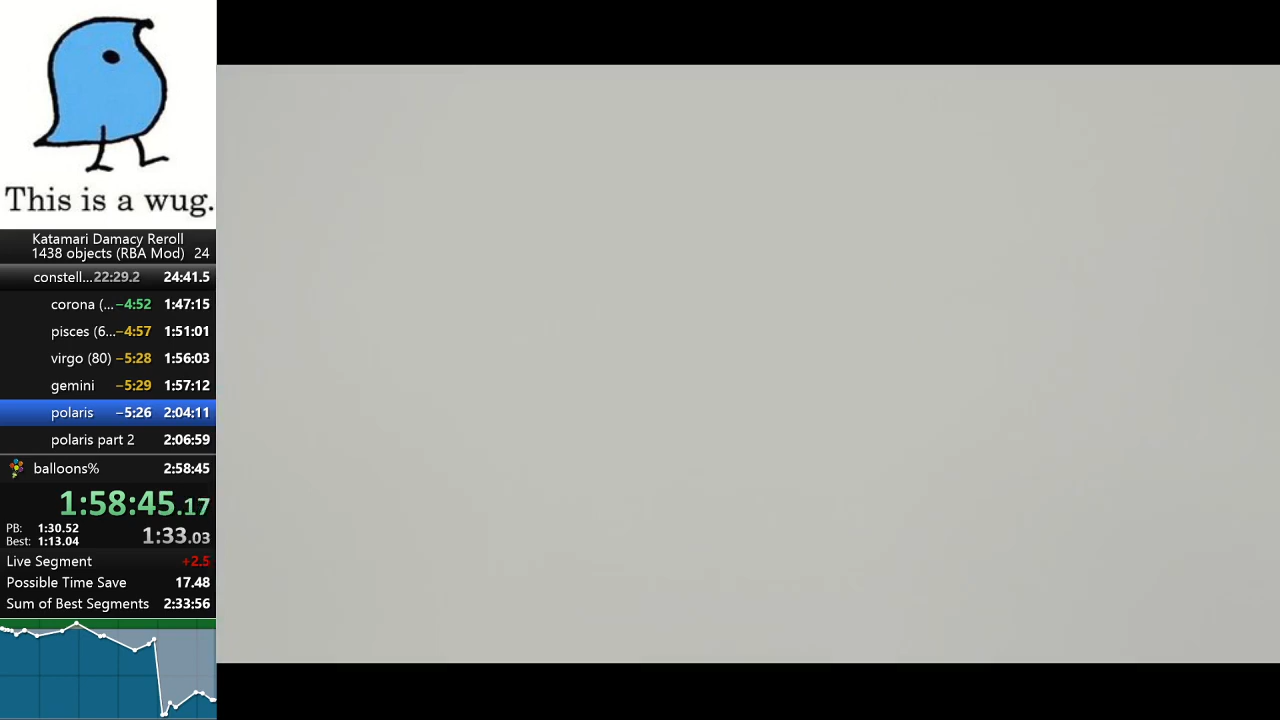 This is a wug.
Katamari Damacy Reroll
1438 objects (RBA Mod) 24
constell... 22:29.2 24:41.5
corona (... −4:52 1:47:15
pisces (6... −4:57 1:51:01
virgo (80) −5:28 1:56:03
gemini −5:29 1:57:12
polaris −5:26 2:04:11
polaris part 2 2:06:59
balloons% 2:58:45
1:58:45.17
PB: 1:30.52
Best: 1:13.04
1:33.03
Live Segment +2.5
Possible Time Save 17.48
Sum of Best Segments 2:33:56